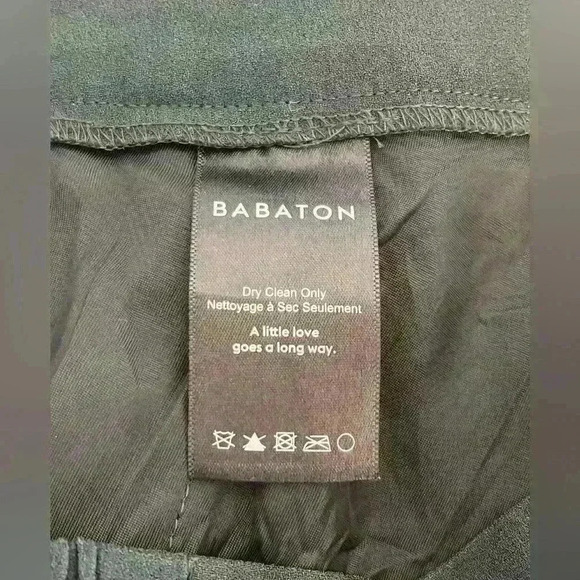 BABATON
Dry Clean Only
Nettoyage à Sec Seulement
A little love
goes a long way.